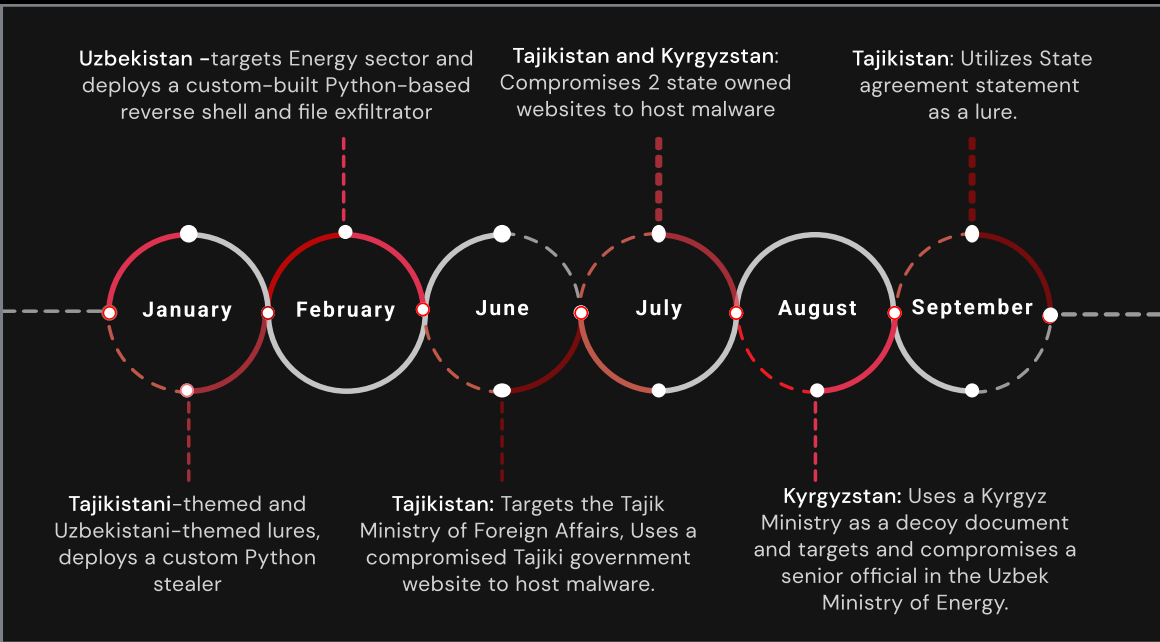 Uzbekistan –targets Energy sector and
deploys a custom-built Python-based
reverse shell and file exfiltrator
Tajikistan and Kyrgyzstan:
Compromises 2 state owned
websites to host malware
Tajikistan: Utilizes State
agreement statement
as a lure.
January
February
June
July
August
September
Tajikistani-themed and
Uzbekistani-themed lures,
deploys a custom Python
stealer
Tajikistan: Targets the Tajik
Ministry of Foreign Affairs, Uses a
compromised Tajiki government
website to host malware.
Kyrgyzstan: Uses a Kyrgyz
Ministry as a decoy document
and targets and compromises a
senior official in the Uzbek
Ministry of Energy.